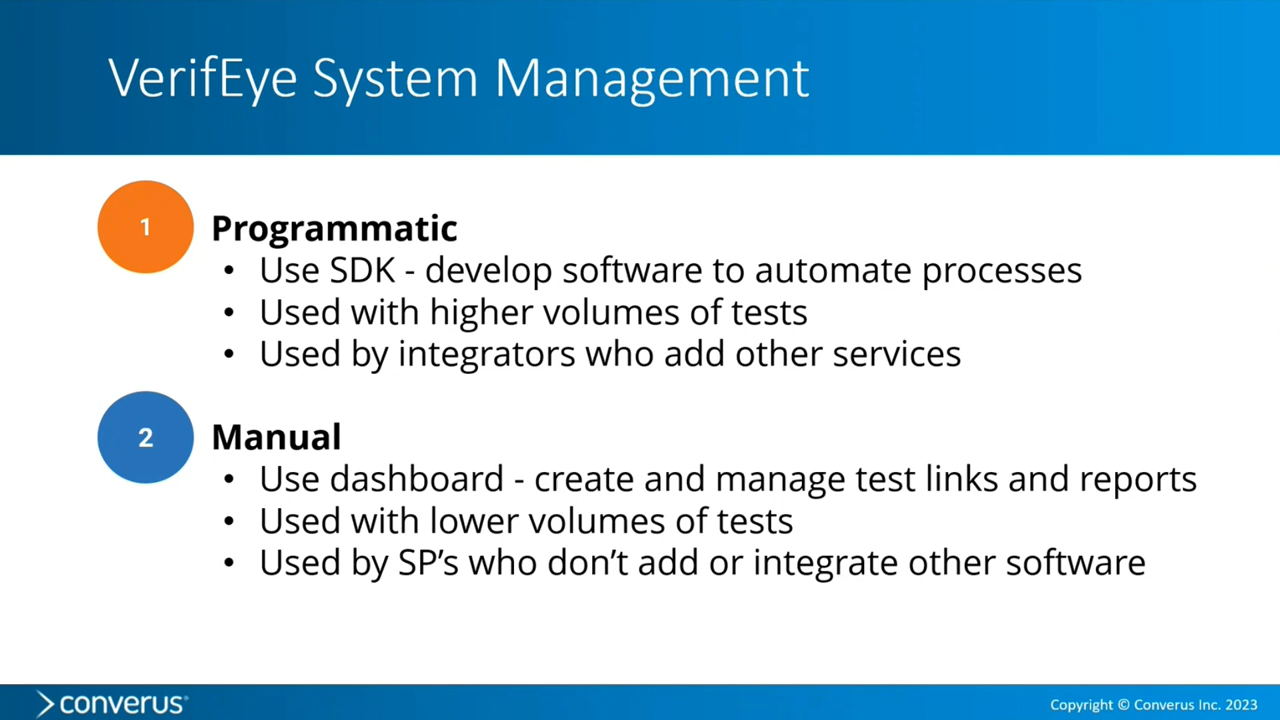 VerifEye System Management
1
Programmatic
• Use SDK - develop software to automate processes
• Used with higher volumes of tests
• Used by integrators who add other services
2
Manual
• Use dashboard - create and manage test links and reports
• Used with lower volumes of tests
• Used by SP’s who don’t add or integrate other software
converus®
Copyright © Converus Inc. 2023